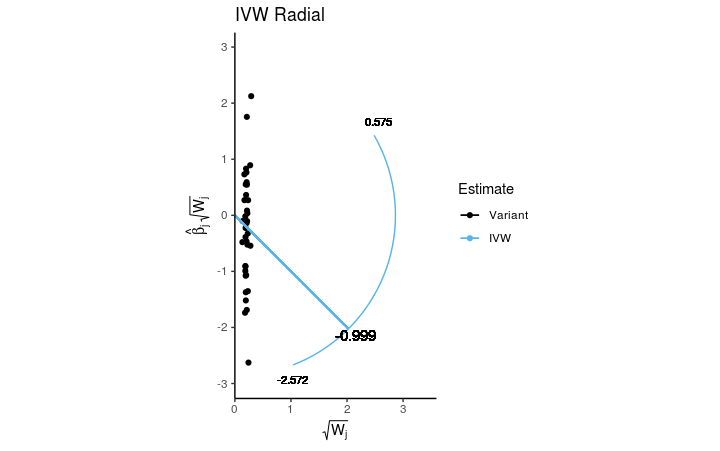 IVW Radial
3
2
1
0
-1
-2
-3
β̂ⱼ√Wⱼ
0.575
-0.999
-2.572
0 1 2 3
√Wⱼ
Estimate
Variant
IVW